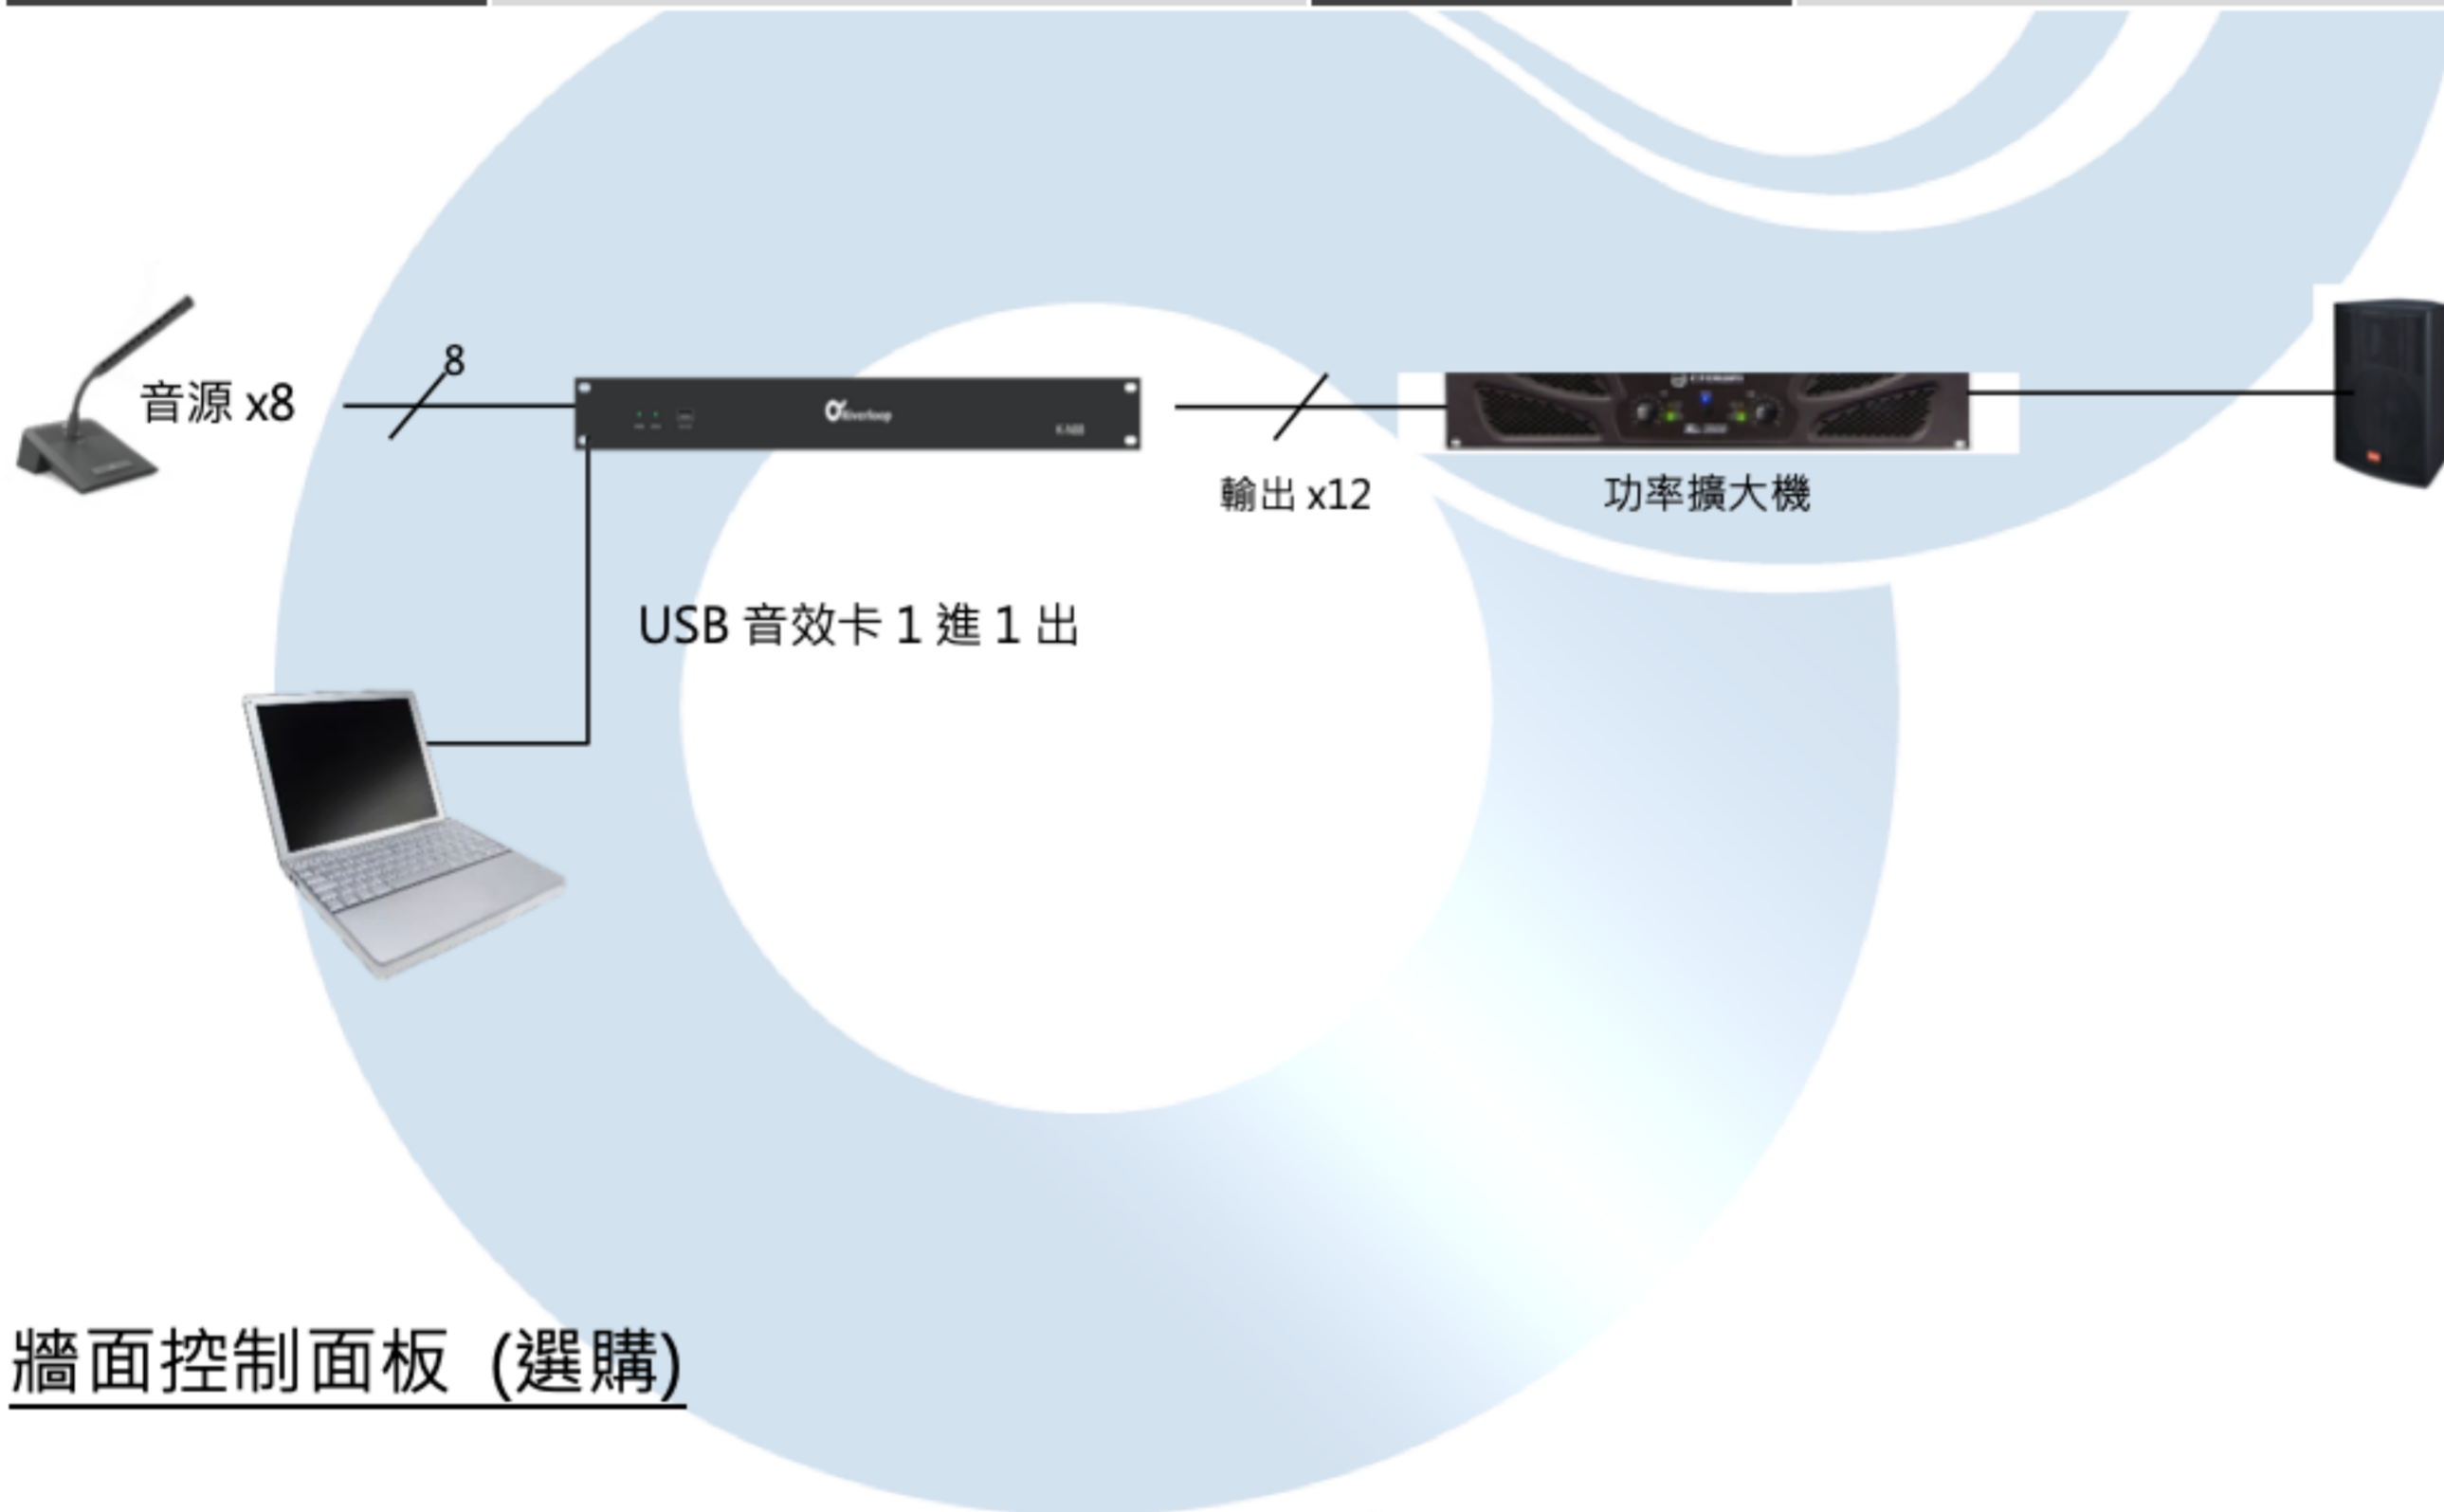 8
音源 x8
Riverloop
輸出 x12
功率擴大機
USB 音效卡 1 進 1 出
牆面控制面板 (選購)